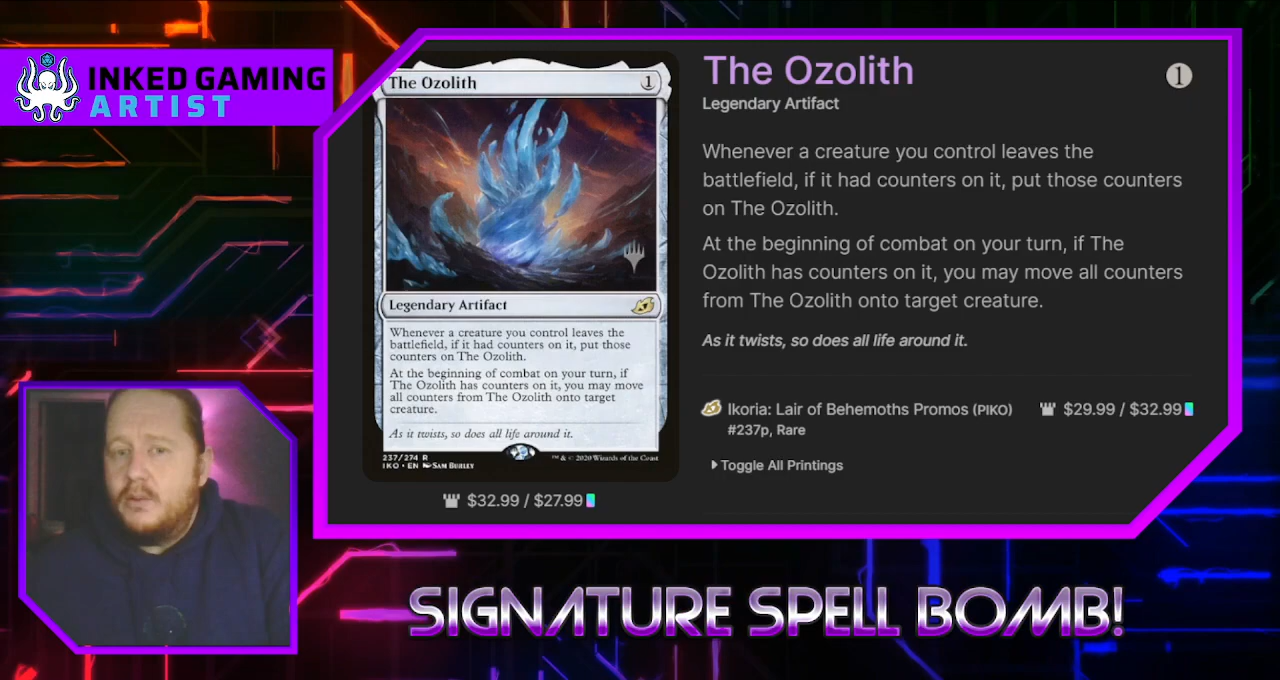 INKED GAMING
ARTIST
The Ozolith 1
Legendary Artifact
Whenever a creature you control leaves the
battlefield, if it had counters on it, put those
counters on The Ozolith.
At the beginning of combat on your turn, if
The Ozolith has counters on it, you may move
all counters from The Ozolith onto target
creature.
As it twists, so does all life around it.
237/274 R
IKO • EN SAM BURLEY
™ & © 2020 Wizards of the Coast
$32.99 / $27.99
The Ozolith 1
Legendary Artifact
Whenever a creature you control leaves the
battlefield, if it had counters on it, put those counters
on The Ozolith.
At the beginning of combat on your turn, if The
Ozolith has counters on it, you may move all counters
from The Ozolith onto target creature.
As it twists, so does all life around it.
Ikoria: Lair of Behemoths Promos (PIKO) $29.99 / $32.99
#237p, Rare
Toggle All Printings
SIGNATURE SPELL BOMB!